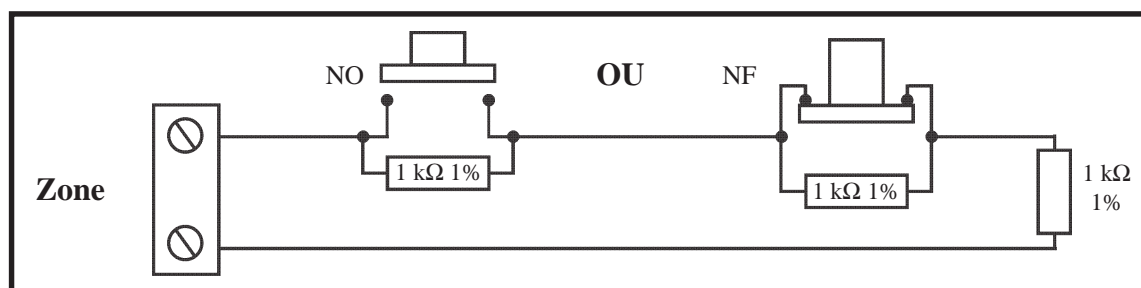 NO
OU
NF
Zone
1 kΩ 1%
1 kΩ 1%
1 kΩ
1%